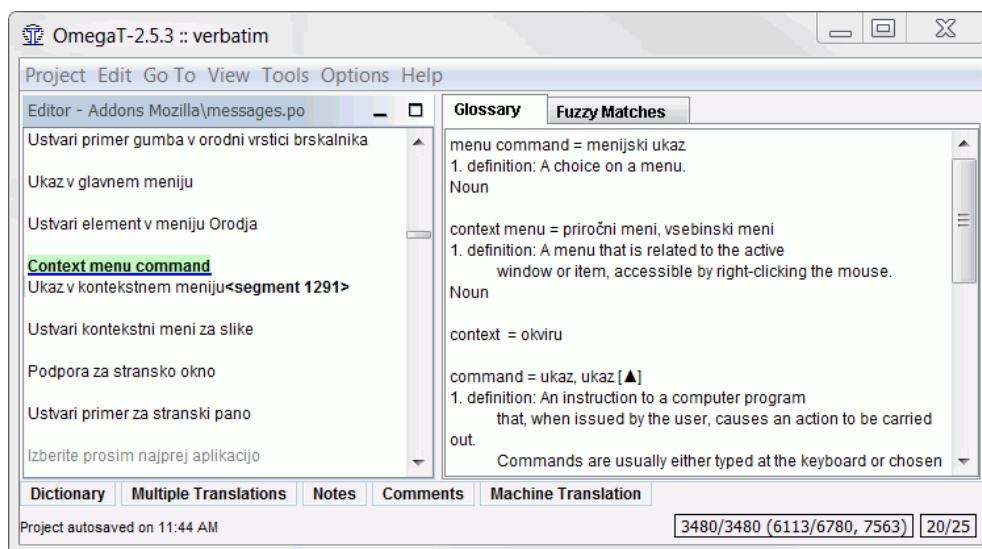 OmegaT-2.5.3 :: verbatim
Project Edit Go To View Tools Options Help
Editor - Addons Mozilla\messages.po
Ustvari primer gumba v orodni vrstici brskalnika
Ukaz v glavnem meniju
Ustvari element v meniju Orodja
Context menu command
Ukaz v kontekstnem meniju<segment 1291>
Ustvari kontekstni meni za slike
Podpora za stransko okno
Ustvari primer za stranski pano
Izberite prosim najprej aplikacijo
Glossary
Fuzzy Matches
menu command = menijski ukaz
1. definition: A choice on a menu.
Noun
context menu = priročni meni, vsebinski meni
1. definition: A menu that is related to the active
window or item, accessible by right-clicking the mouse.
Noun
context = okviru
command = ukaz, ukaz [▲]
1. definition: An instruction to a computer program
that, when issued by the user, causes an action to be carried
out.
Commands are usually either typed at the keyboard or chosen
Dictionary Multiple Translations Notes Comments Machine Translation
Project autosaved on 11:44 AM
3480/3480 (6113/6780, 7563) 20/25